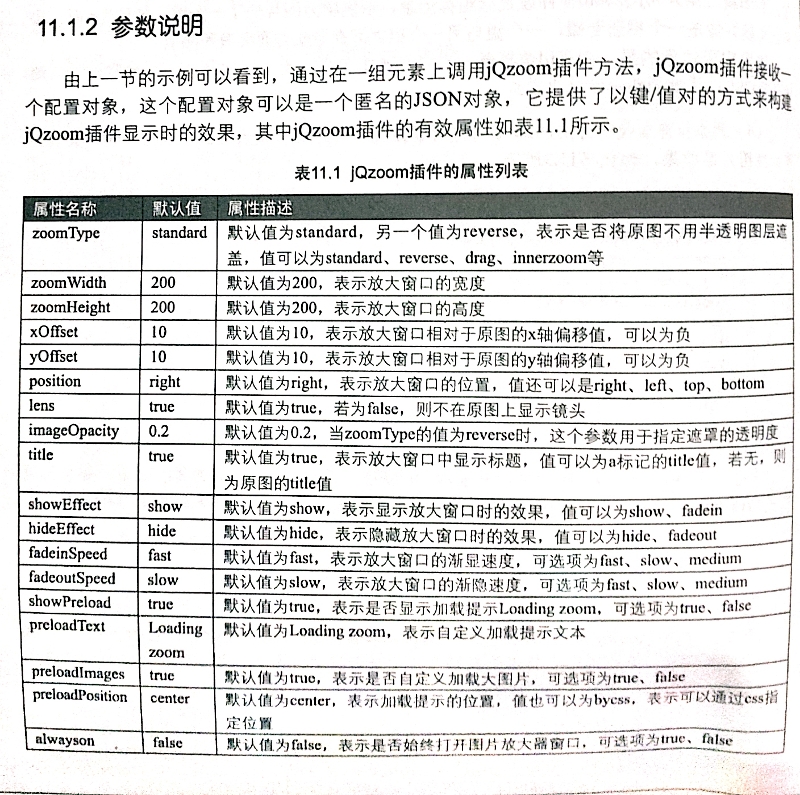 11.1.2 参数说明
由上一节的示例可以看到，通过在一组元素上调用jQzoom插件方法，jQzoom插件接收一
个配置对象，这个配置对象可以是一个匿名的JSON对象，它提供了以键/值对的方式来构建
jQzoom插件显示时的效果，其中jQzoom插件的有效属性如表11.1所示。
表11.1 jQzoom插件的属性列表
属性名称 默认值 属性描述
zoomType standard 默认值为standard，另一个值为reverse，表示是否将原图不用半透明图层遮
盖，值可以为standard、reverse、drag、innerzoom等
zoomWidth 200 默认值为200，表示放大窗口的宽度
zoomHeight 200 默认值为200，表示放大窗口的高度
xOffset 10 默认值为10，表示放大窗口相对于原图的x轴偏移值，可以为负
yOffset 10 默认值为10，表示放大窗口相对于原图的y轴偏移值，可以为负
position right 默认值为right，表示放大窗口的位置，值还可以是right、left、top、bottom
lens true 默认值为true，若为false，则不在原图上显示镜头
imageOpacity 0.2 默认值为0.2，当zoomType的值为reverse时，这个参数用于指定遮罩的透明度
title true 默认值为true，表示放大窗口中显示标题，值可以为a标记的title值，若无，则
为原图的title值
showEffect show 默认值为show，表示显示放大窗口时的效果，值可以为show、fadein
hideEffect hide 默认值为hide，表示隐藏放大窗口时的效果，值可以为hide、fadeout
fadeinSpeed fast 默认值为fast，表示放大窗口的渐显速度，可选项为fast、slow、medium
fadeoutSpeed slow 默认值为slow，表示放大窗口的渐隐速度，可选项为fast、slow、medium
showPreload true 默认值为true，表示是否显示加载提示Loading zoom，可选项为true、false
preloadText Loading 默认值为Loading zoom，表示自定义加载提示文本
zoom
preloadImages true 默认值为true，表示是否自定义加载大图片，可选项为true、false
preloadPosition center 默认值为center，表示加载提示的位置，值也可以为bycss，表示可以通过css指
定位置
alwayson false 默认值为false，表示是否始终打开图片放大器窗口，可选项为true、false